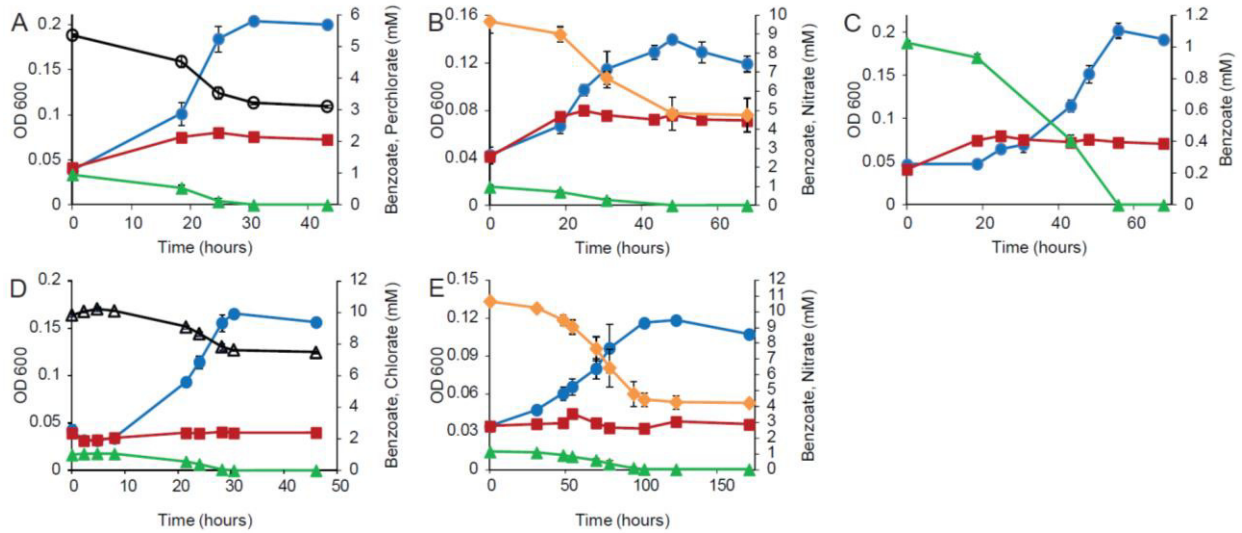 A
OD 600
0.2
0.15
0.1
0.05
0
6
5
4
3
2
1
0
Benzoate, Perchlorate (mM)
0 10 20 30 40
Time (hours)
B
OD 600
0.16
0.12
0.08
0.04
0
10
9
8
7
6
5
4
3
2
1
0
Benzoate, Nitrate (mM)
0 20 40 60
Time (hours)
C
OD 600
0.2
0.15
0.1
0.05
0
1.2
1
0.8
0.6
0.4
0.2
0
Benzoate (mM)
0 20 40 60
Time (hours)
D
OD 600
0.2
0.15
0.1
0.05
0
12
10
8
6
4
2
0
Benzoate, Chlorate (mM)
0 10 20 30 40 50
Time (hours)
E
OD 600
0.15
0.12
0.09
0.06
0.03
0
12
11
10
9
8
7
6
5
4
3
2
1
0
Benzoate, Nitrate (mM)
0 50 100 150
Time (hours)